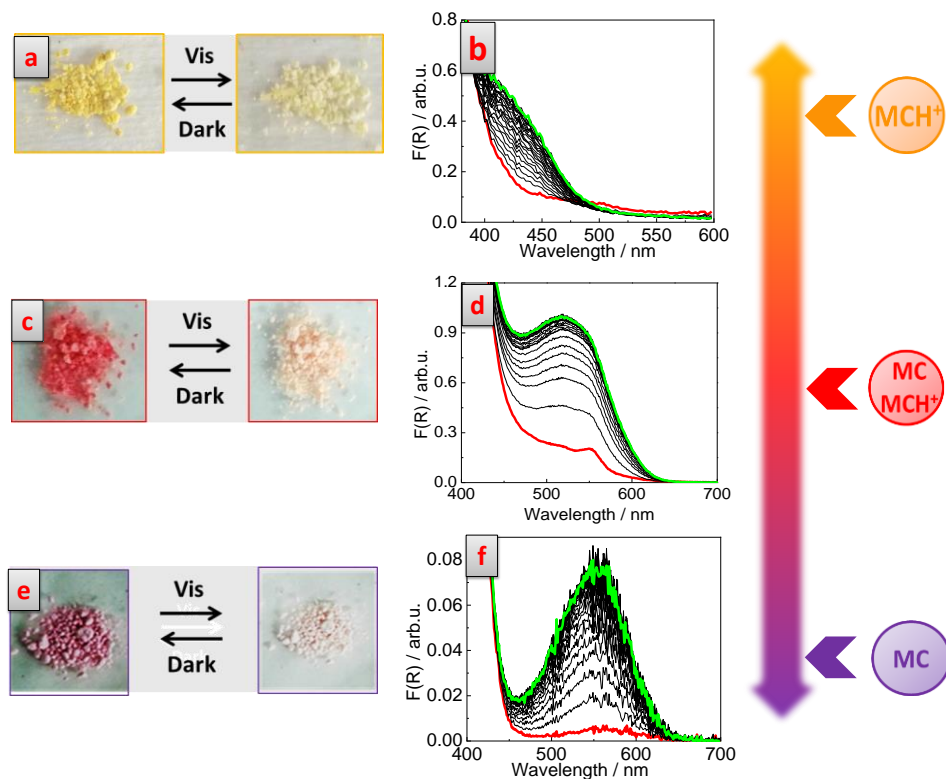 a
Vis
Dark
b
F(R) / arb.u.
0.8
0.6
0.4
0.2
0.0
400 450 500 550 600
Wavelength / nm
MCH⁺
c
Vis
Dark
d
F(R) / arb.u.
1.2
0.9
0.6
0.3
0.0
400 500 600 700
Wavelength / nm
MC
MCH⁺
e
Vis
Vis
Dark
Dark
f
F(R) / arb.u.
0.08
0.06
0.04
0.02
0.00
400 500 600 700
Wavelength / nm
MC